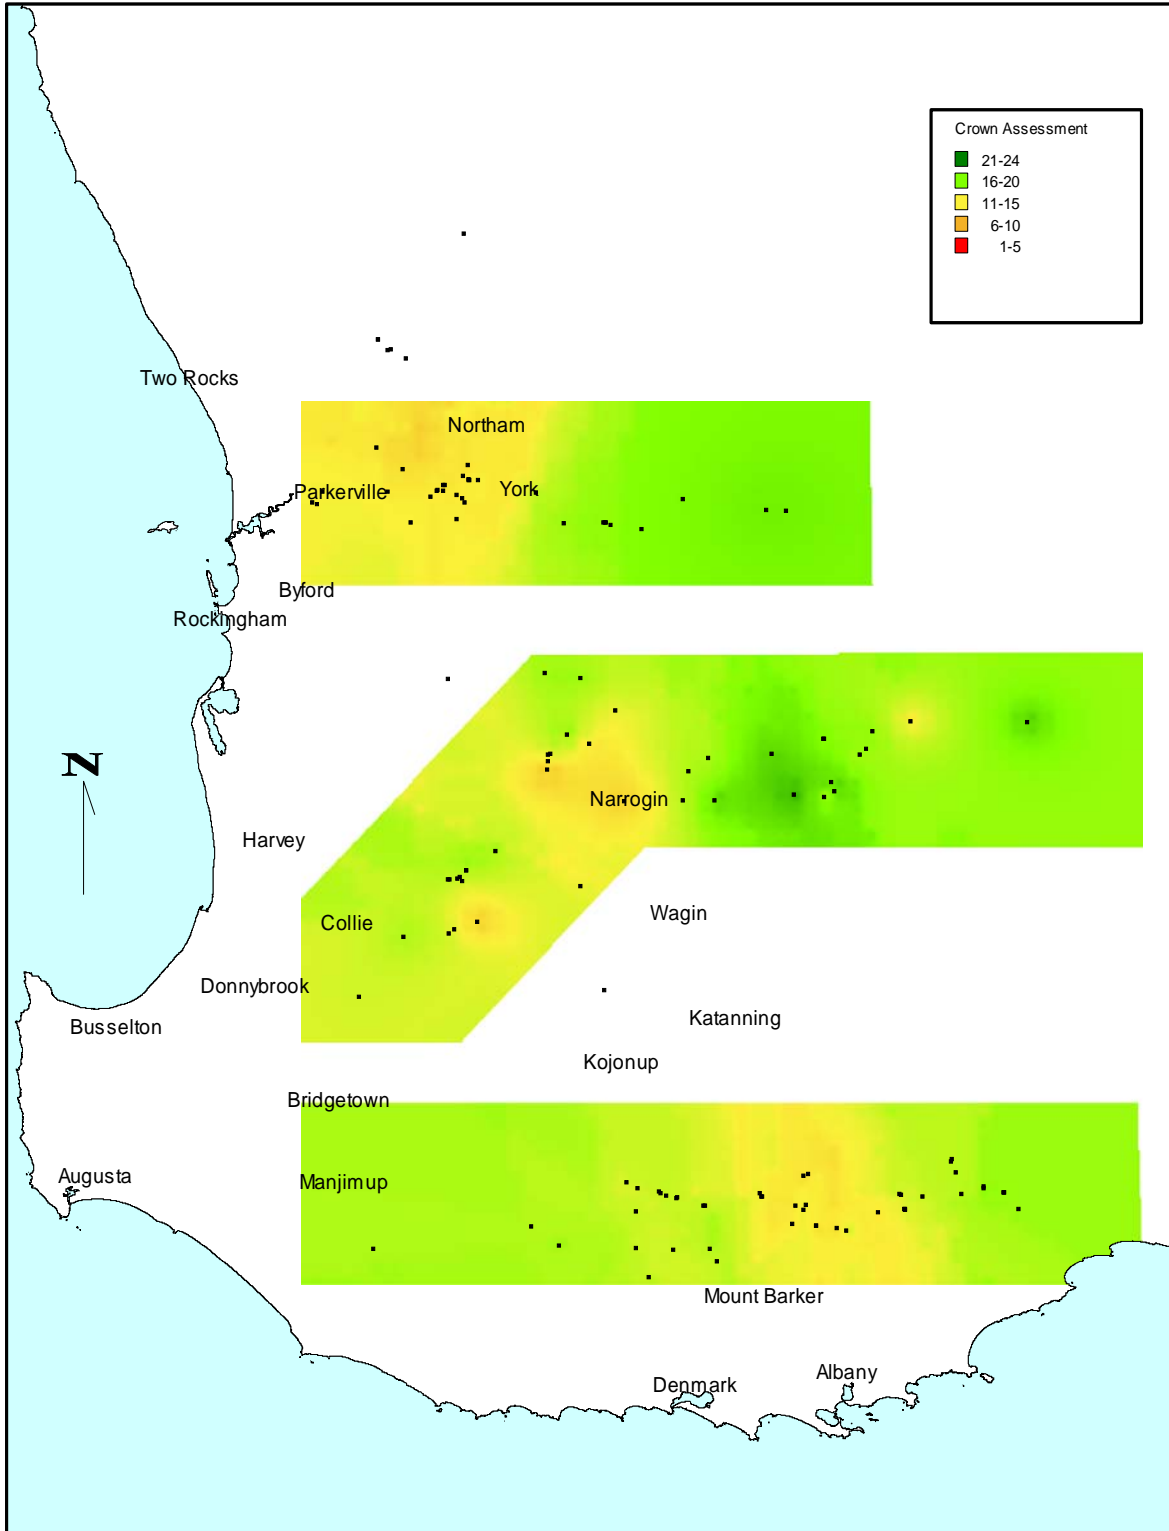 Crown Assessment
21-24
16-20
11-15
6-10
1-5
Two Rocks
Northam
Parkerville
York
Byford
Rockingham
N
Narrogin
Harvey
Wagin
Collie
Donnybrook
Katanning
Busselton
Kojonup
Bridgetown
Augusta
Manjimup
Mount Barker
Albany
Denmark